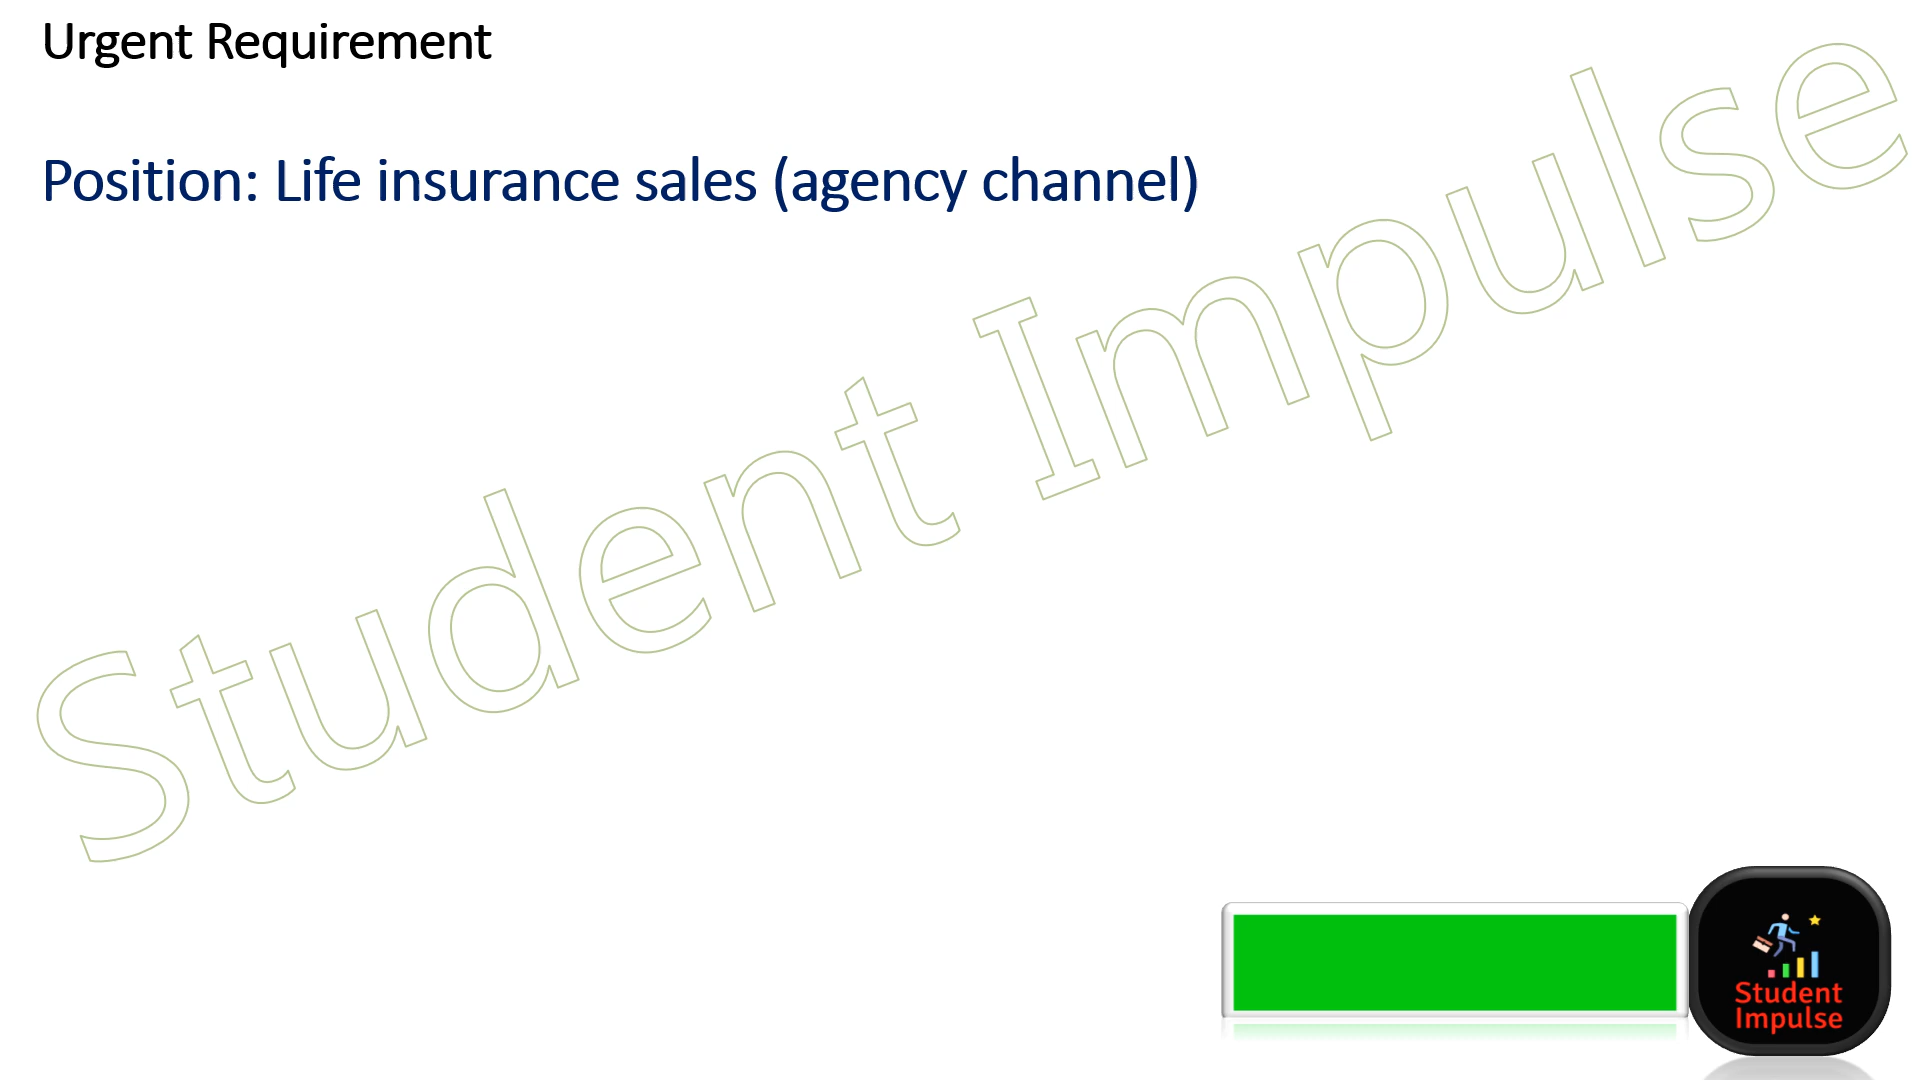 Urgent Requirement
Position: Life insurance sales (agency channel)
Student Impulse
Student
Impulse